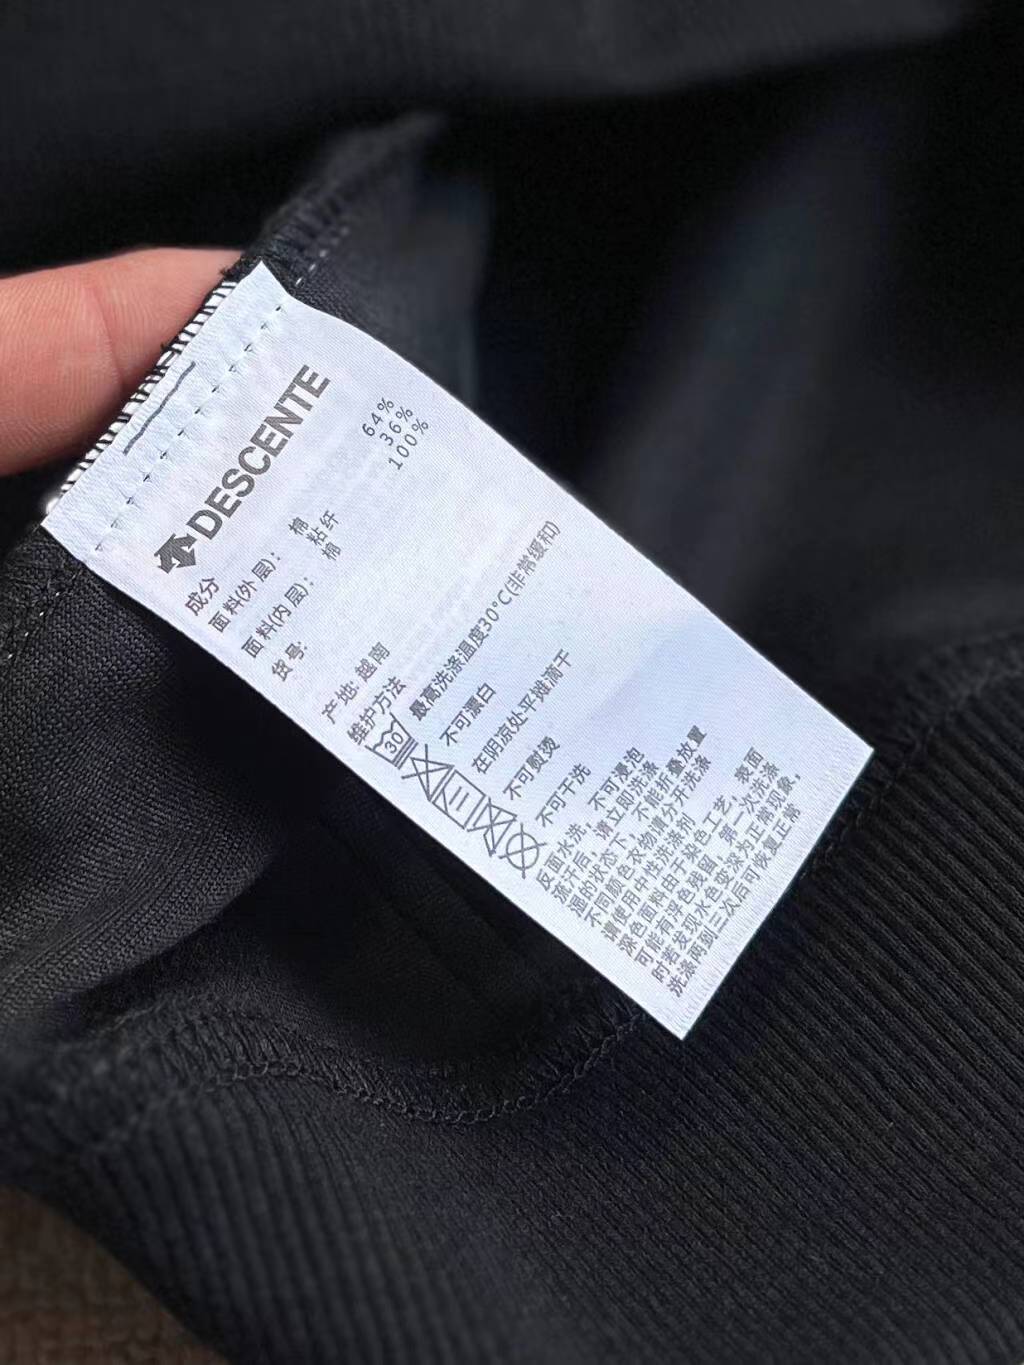 DESCENTE
成分
面料(外层): 棉 64%
粘纤 36%
面料(内层): 棉 100%
货号:
产地: 越南
维护方法
30 最高洗涤温度30°C(非常缓和)
不可漂白
在阴凉处平摊滴干
不可熨烫
不可干洗
反面水洗。 不可浸泡
流汗后，请立即洗涤
湿的状态下，不能折叠放置
不同颜色衣物请分开洗涤
请使用中性洗涤剂
深色面料由于染色工艺， 表面
可能有浮色残留，第一次洗涤
时若发现水色变深为正常现象，
洗涤两到三次后可恢复正常